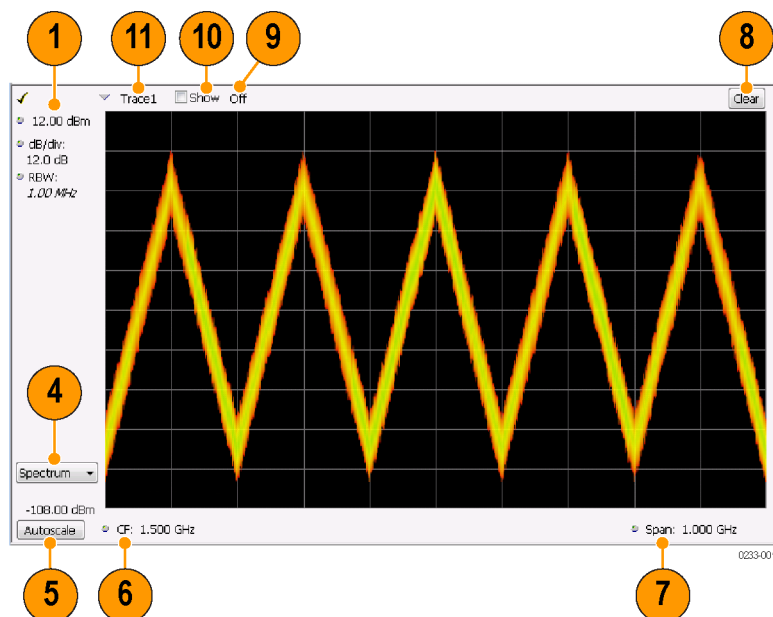 1
11
10
9
8
Trace1
Show
Off
Clear
12.00 dBm
dB/div:
12.0 dB
RBW:
1.00 MHz
4
Spectrum
-108.00 dBm
Autoscale
CF: 1.500 GHz
Span: 1.000 GHz
0233-00
5
6
7